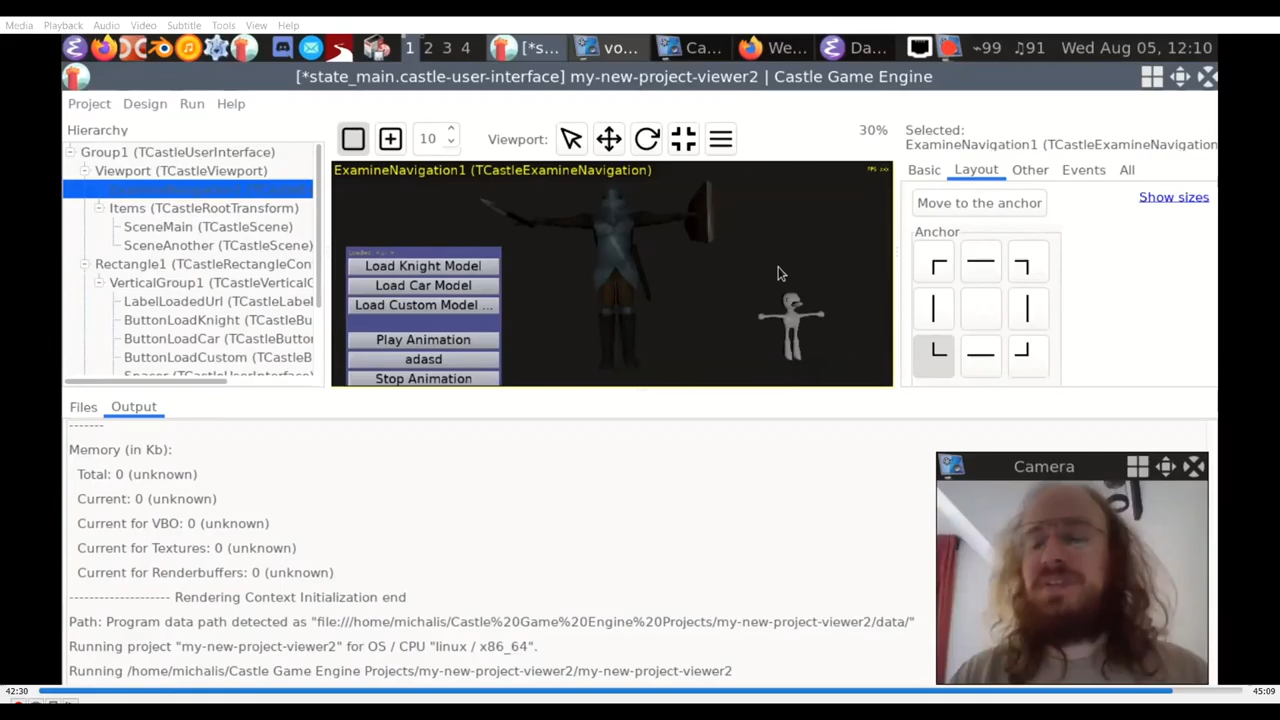 Media Playback Audio Video Subtitle Tools View Help
1 2 3 4 [*s... vo... Ca... We... Da... ~99 ♫91 Wed Aug 05, 12:10
[*state_main.castle-user-interface] my-new-project-viewer2 | Castle Game Engine
Project Design Run Help
Hierarchy
Group1 (TCastleUserInterface)
Viewport (TCastleViewport)
Items (TCastleRootTransform)
SceneMain (TCastleScene)
SceneAnother (TCastleScene)
Rectangle1 (TCastleRectangleCon
VerticalGroup1 (TCastleVerticalG
LabelLoadedUrl (TCastleLabel
ButtonLoadKnight (TCastleBu
ButtonLoadCar (TCastleButton
ButtonLoadCustom (TCastleB
Spacer (TCastleUserInterface)
10 Viewport: 30%
ExamineNavigation1 (TCastleExamineNavigation)
Load Knight Model
Load Car Model
Load Custom Model ...
Play Animation
adasd
Stop Animation
Selected:
ExamineNavigation1 (TCastleExamineNavigation
Basic Layout Other Events All
Show sizes
Move to the anchor
Anchor
Files Output
-------
Memory (in Kb):
Total: 0 (unknown)
Current: 0 (unknown)
Current for VBO: 0 (unknown)
Current for Textures: 0 (unknown)
Current for Renderbuffers: 0 (unknown)
-------------------- Rendering Context Initialization end
Path: Program data path detected as "file:///home/michalis/Castle%20Game%20Engine%20Projects/my-new-project-viewer2/data/"
Running project "my-new-project-viewer2" for OS / CPU "linux / x86_64".
Running /home/michalis/Castle Game Engine Projects/my-new-project-viewer2/my-new-project-viewer2
Camera
42:30 45:09